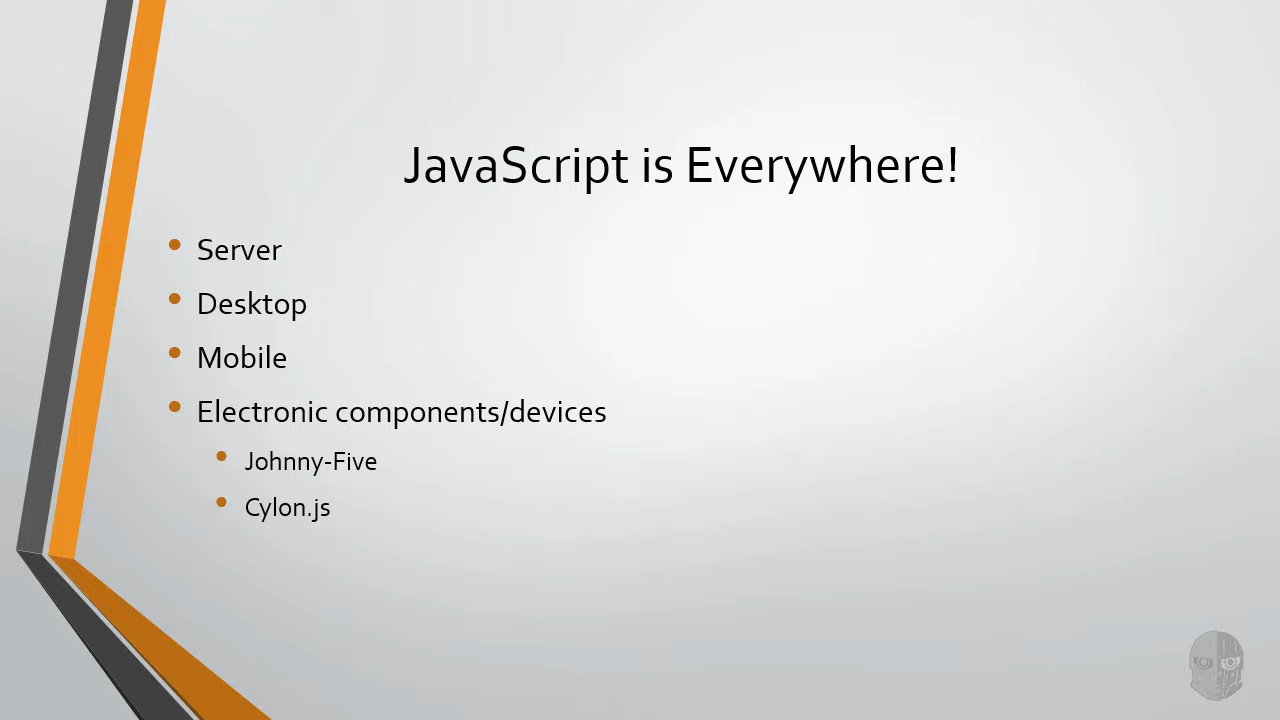 JavaScript is Everywhere!
Server
Desktop
Mobile
Electronic components/devices
Johnny-Five
Cylon.js